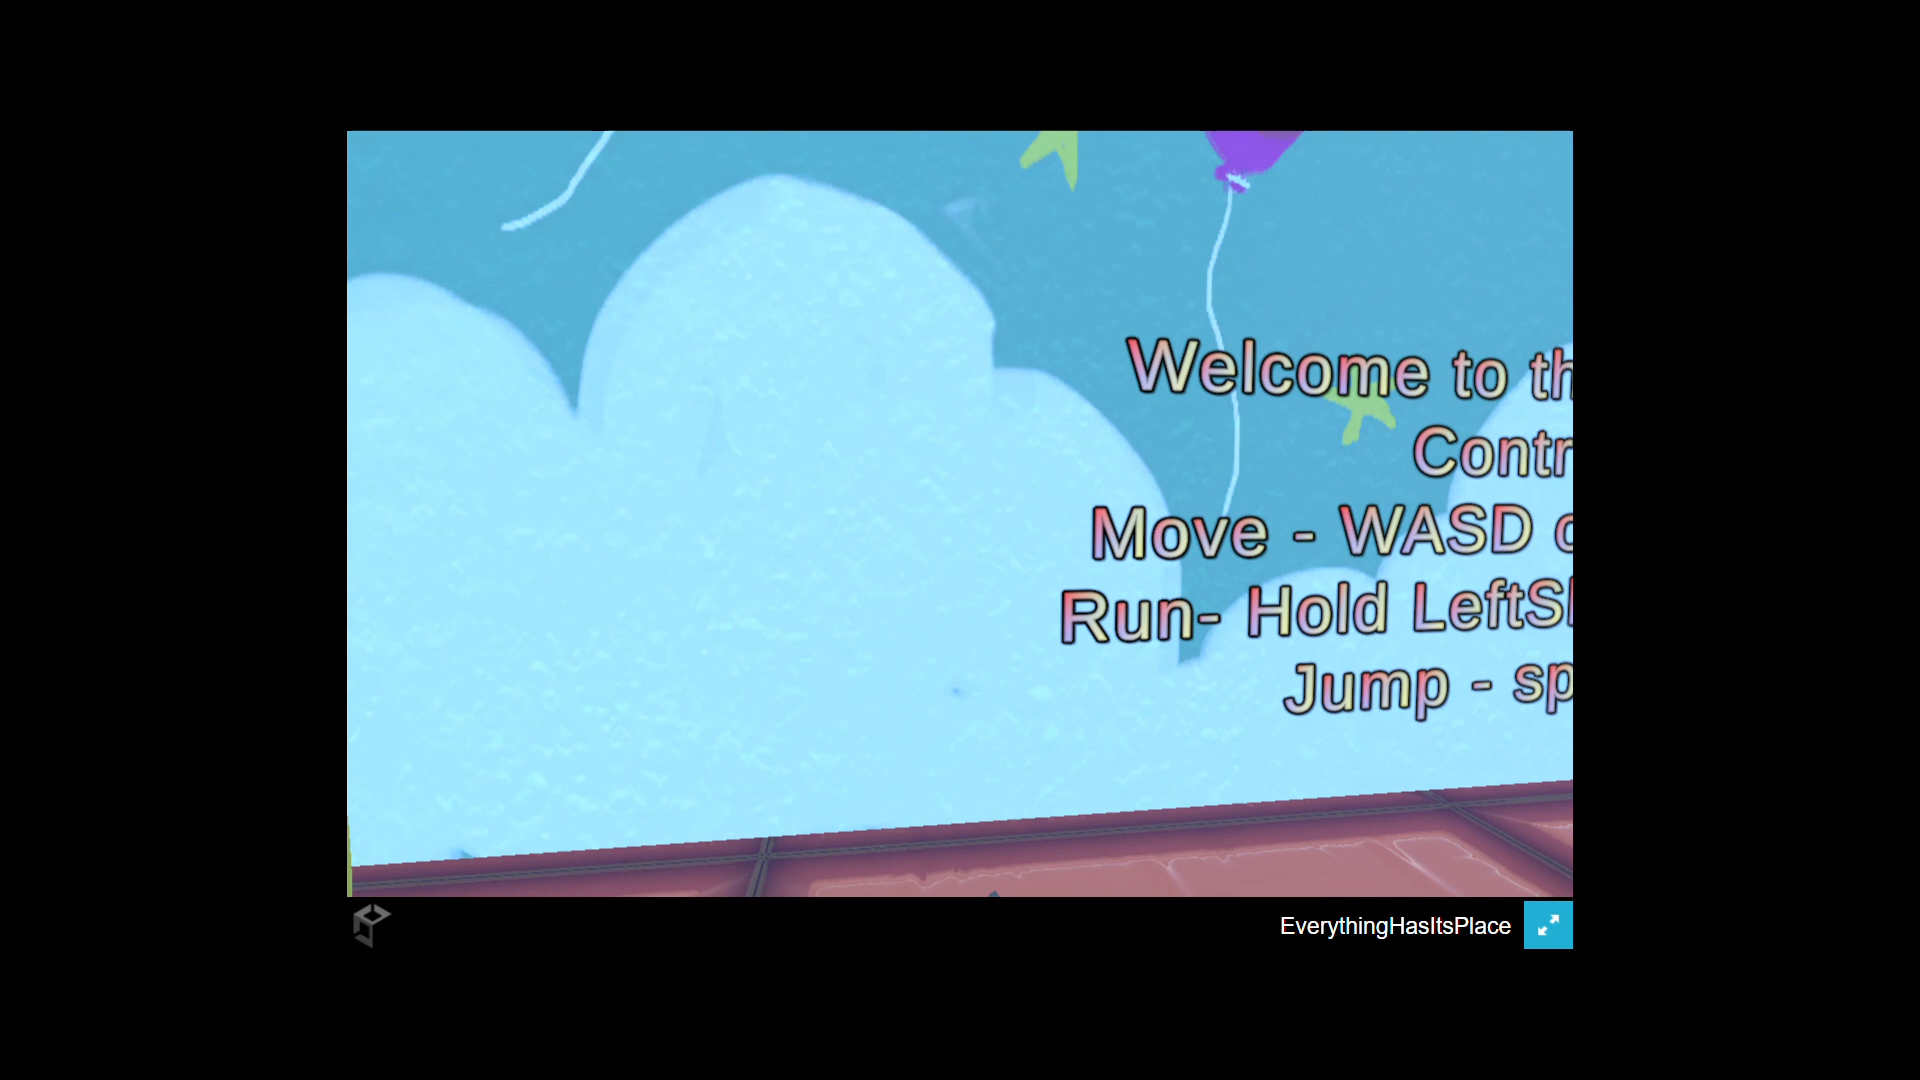 Welcome to th
Contr
Move - WASD
Run- Hold LeftS
Jump - sp
EverythingHasItsPlace